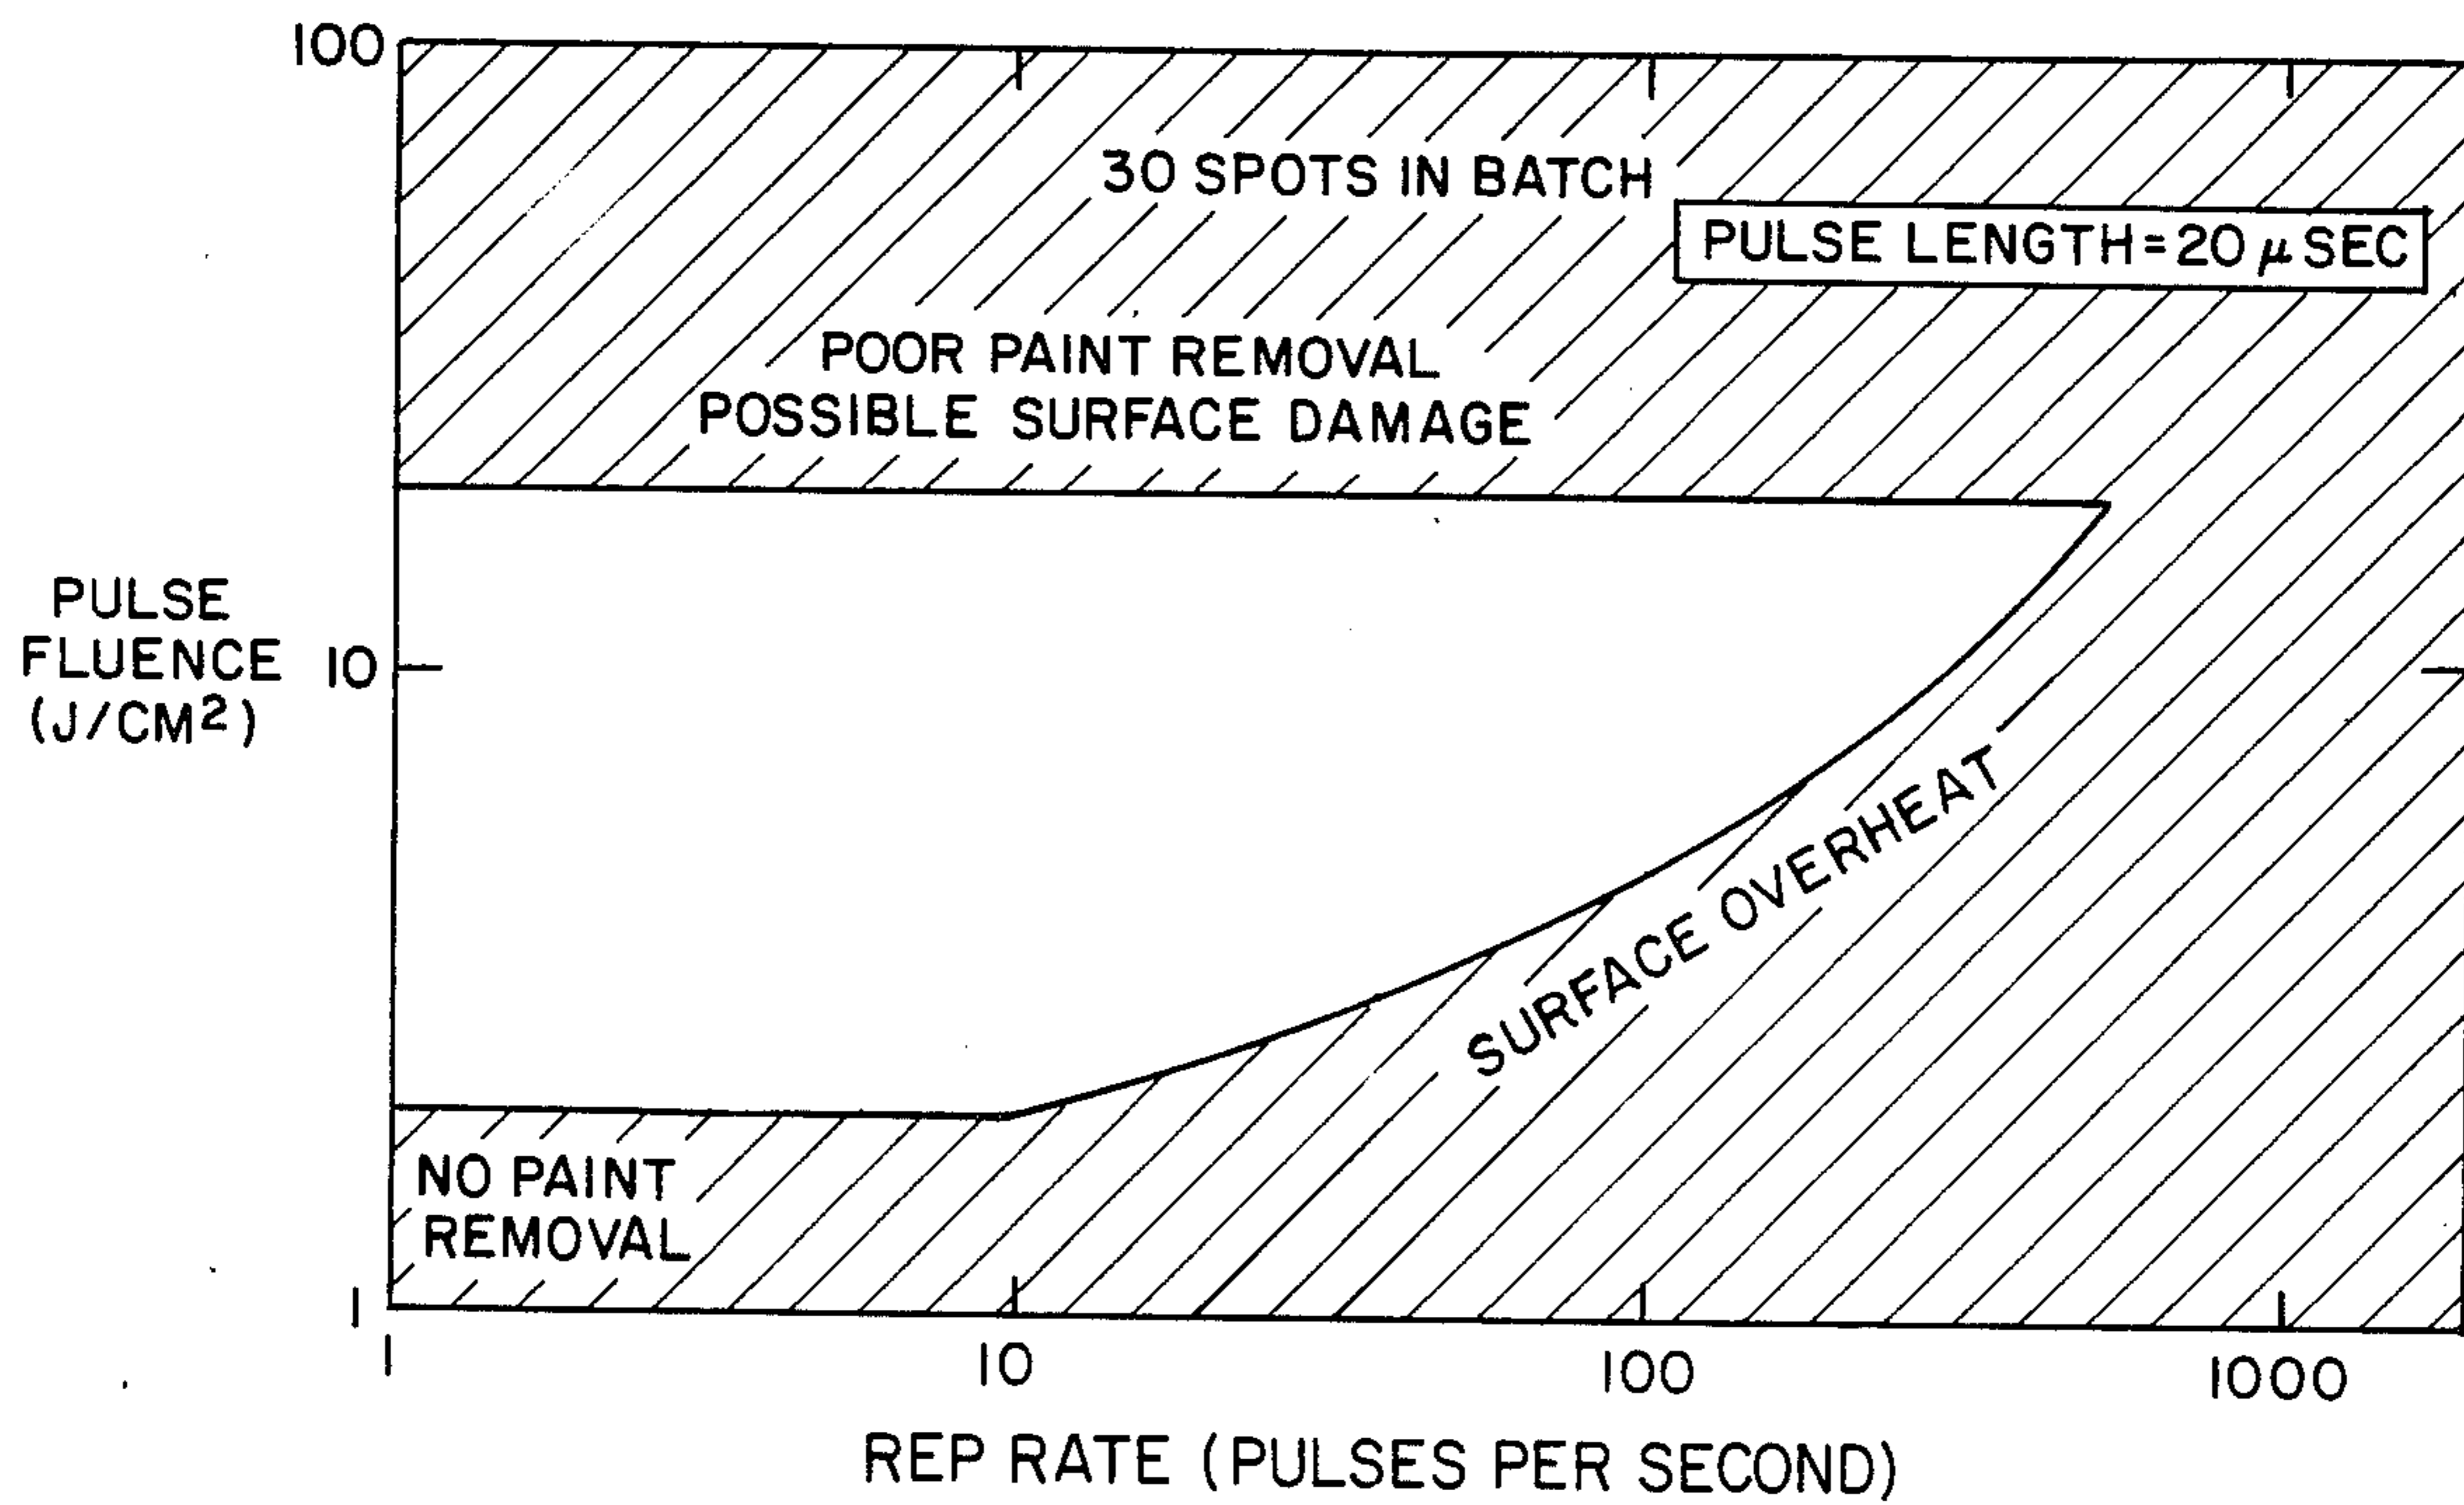 100
30 SPOTS IN BATCH
PULSE LENGTH=20 μ SEC
POOR PAINT REMOVAL
POSSIBLE SURFACE DAMAGE
PULSE
FLUENCE
(J/CM²)
10
SURFACE OVERHEAT
NO PAINT
REMOVAL
1
1
10
100
1000
REP RATE (PULSES PER SECOND)